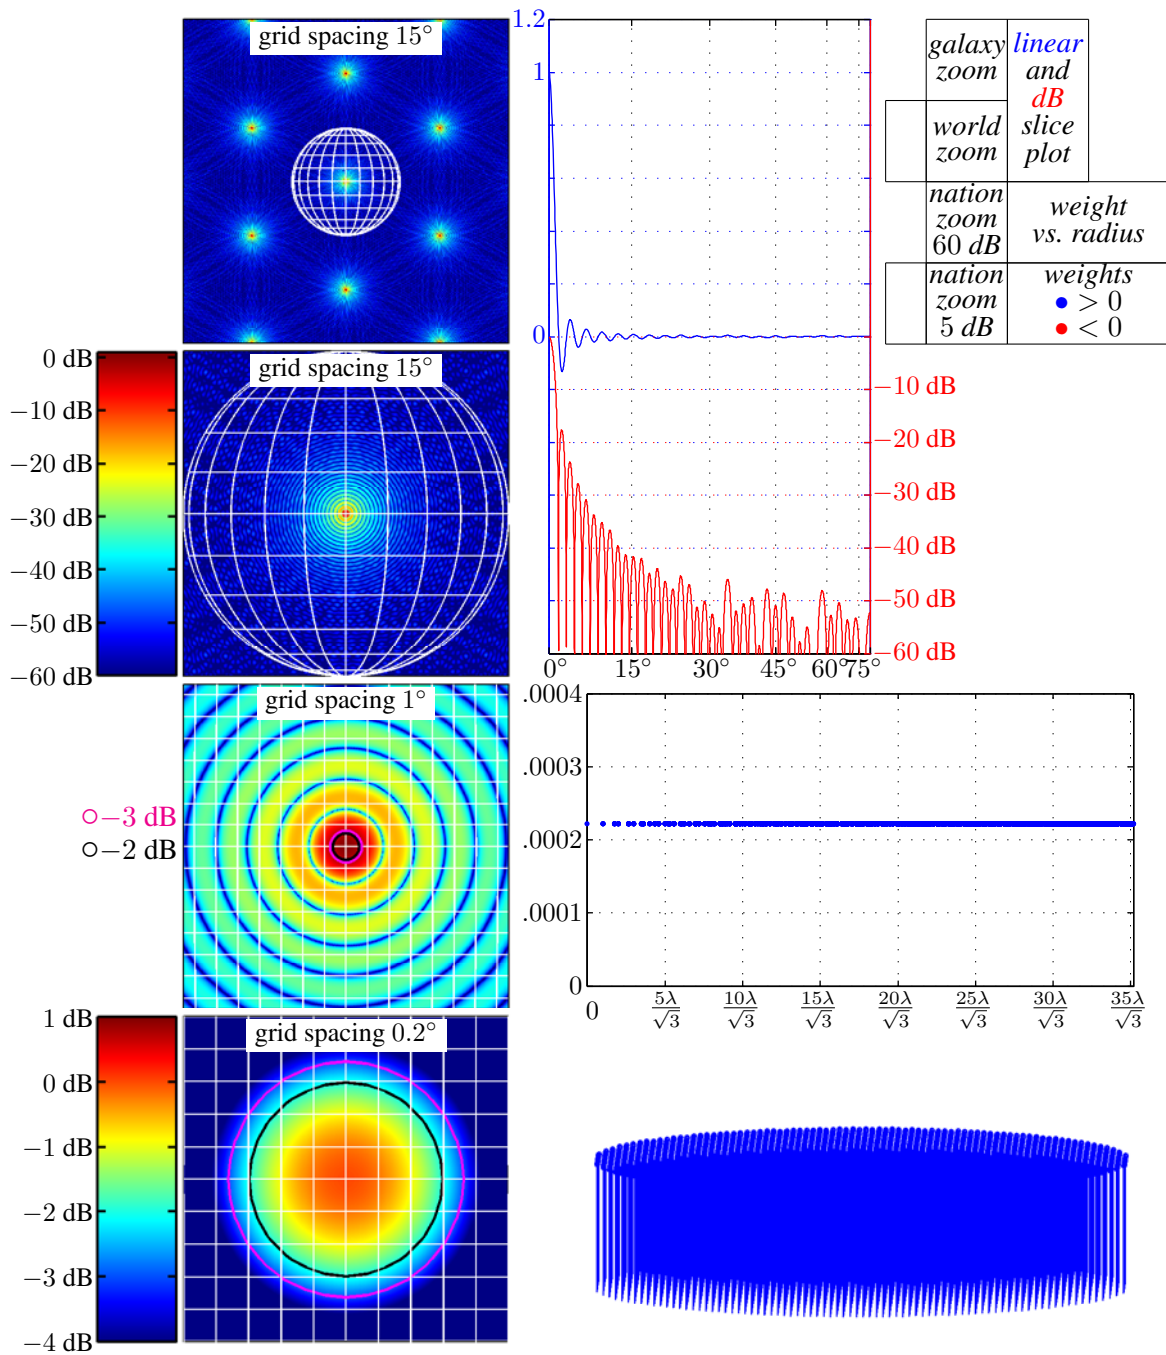 grid spacing 15°
1.2
1
0
−10 dB
−20 dB
−30 dB
−40 dB
−50 dB
−60 dB
0° 15° 30° 45° 60° 75°
galaxy zoom
linear and dB slice plot
world zoom
nation zoom 60 dB
weight vs. radius
nation zoom 5 dB
weights
> 0
< 0
grid spacing 15°
0 dB
−10 dB
−20 dB
−30 dB
−40 dB
−50 dB
−60 dB
grid spacing 1°
−3 dB
−2 dB
.0004
.0003
.0002
.0001
0
0 5λ/√3 10λ/√3 15λ/√3 20λ/√3 25λ/√3 30λ/√3 35λ/√3
grid spacing 0.2°
1 dB
0 dB
−1 dB
−2 dB
−3 dB
−4 dB